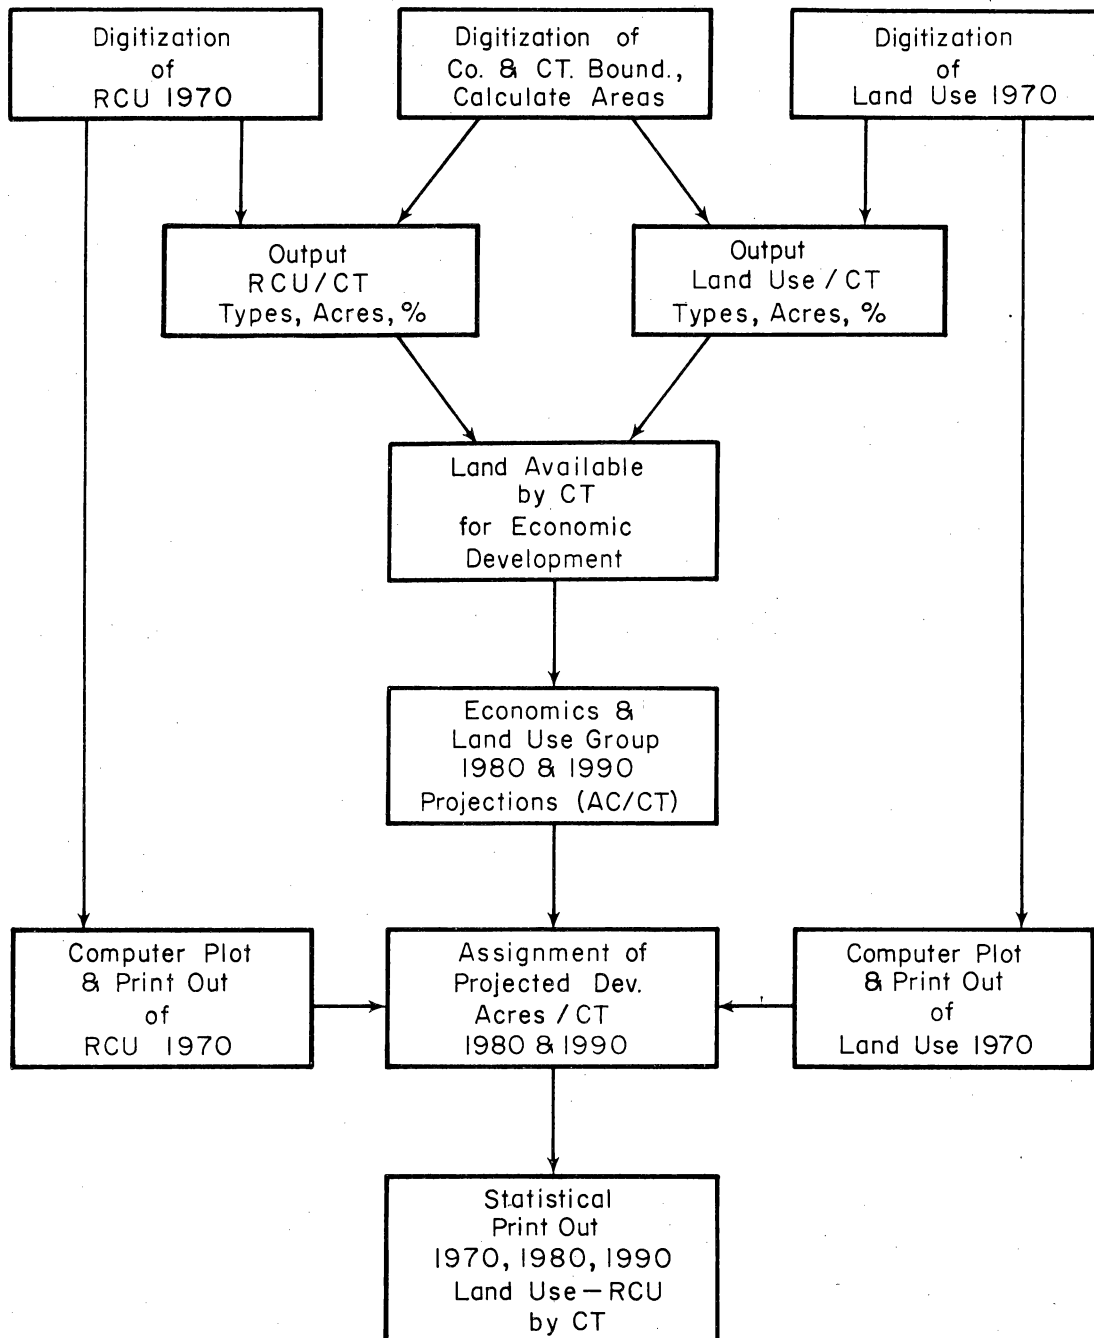 Digitization
of
RCU 1970
Digitization of
Co. & CT. Bound.,
Calculate Areas
Digitization
of
Land Use 1970
Output
RCU/CT
Types, Acres, %
Output
Land Use / CT
Types, Acres, %
Land Available
by CT
for Economic
Development
Economics &
Land Use Group
1980 & 1990
Projections (AC/CT)
Computer Plot
& Print Out
of
RCU 1970
Assignment of
Projected Dev.
Acres / CT
1980 & 1990
Computer Plot
& Print Out
of
Land Use 1970
Statistical
Print Out
1970, 1980, 1990
Land Use – RCU
by CT